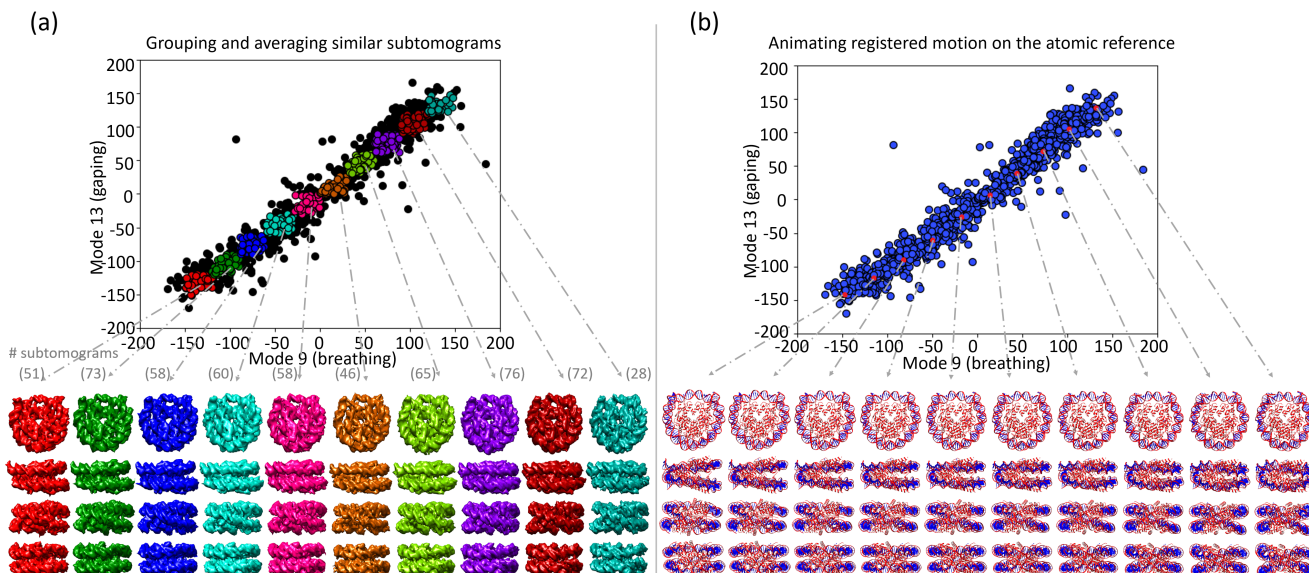 (a)
Grouping and averaging similar subtomograms
200
150
100
50
0
-50
-100
-150
-200
Mode 13 (gaping)
-200 -150 -100 -50 0 50 100 150 200
Mode 9 (breathing)
# subtomograms
(51) (73) (58) (60) (58) (46) (65) (76) (72) (28)
(b)
Animating registered motion on the atomic reference
200
150
100
50
0
-50
-100
-150
-200
Mode 13 (gaping)
-200 -150 -100 -50 0 50 100 150 200
Mode 9 (breathing)